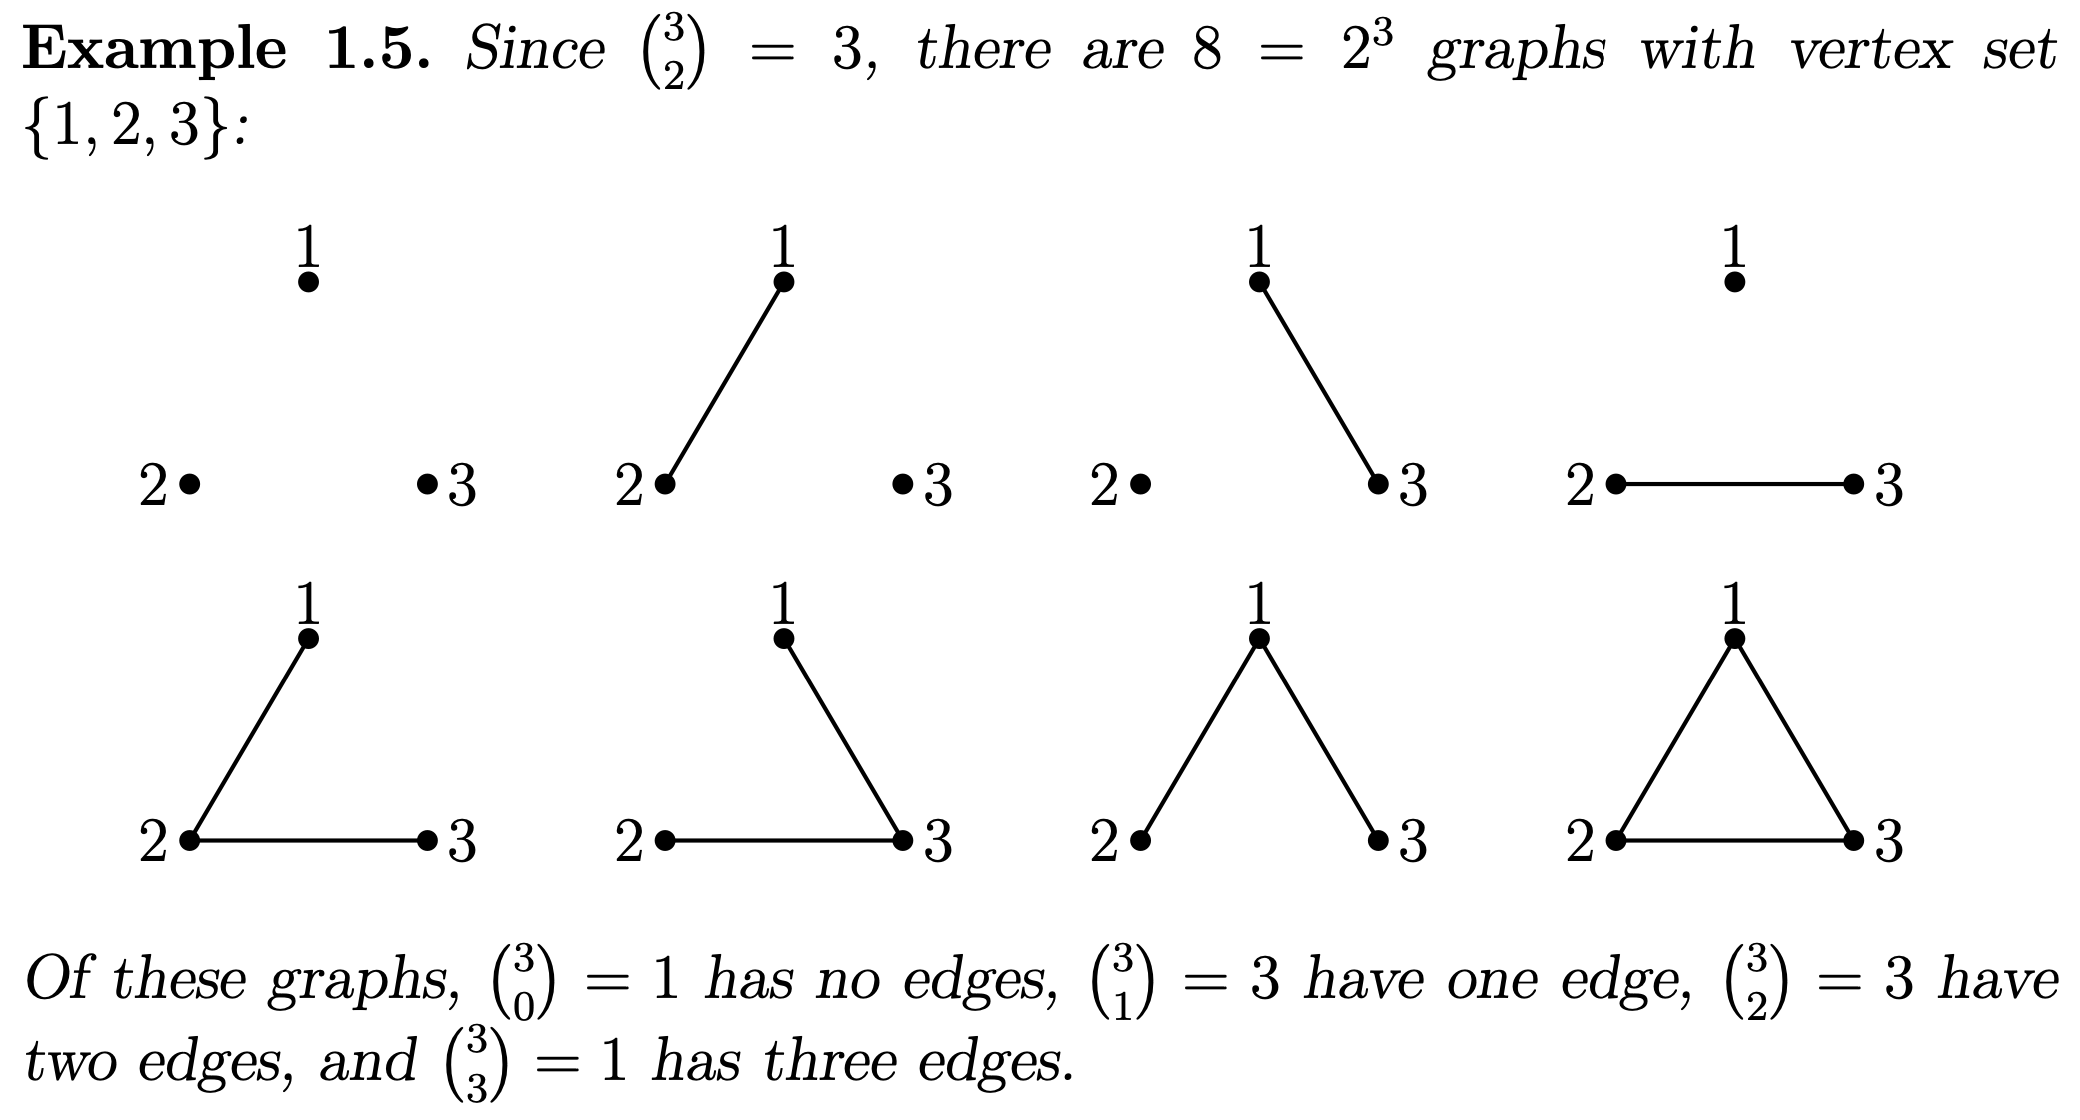 Example 1.5. Since \binom{3}{2} = 3, there are 8 = 2^3 graphs with vertex set
{1, 2, 3}:
1 1 1 1
2 3 2 3 2 3 2 3
1 1 1 1
2 3 2 3 2 3 2 3
Of these graphs, \binom{3}{0} = 1 has no edges, \binom{3}{1} = 3 have one edge, \binom{3}{2} = 3 have
two edges, and \binom{3}{3} = 1 has three edges.